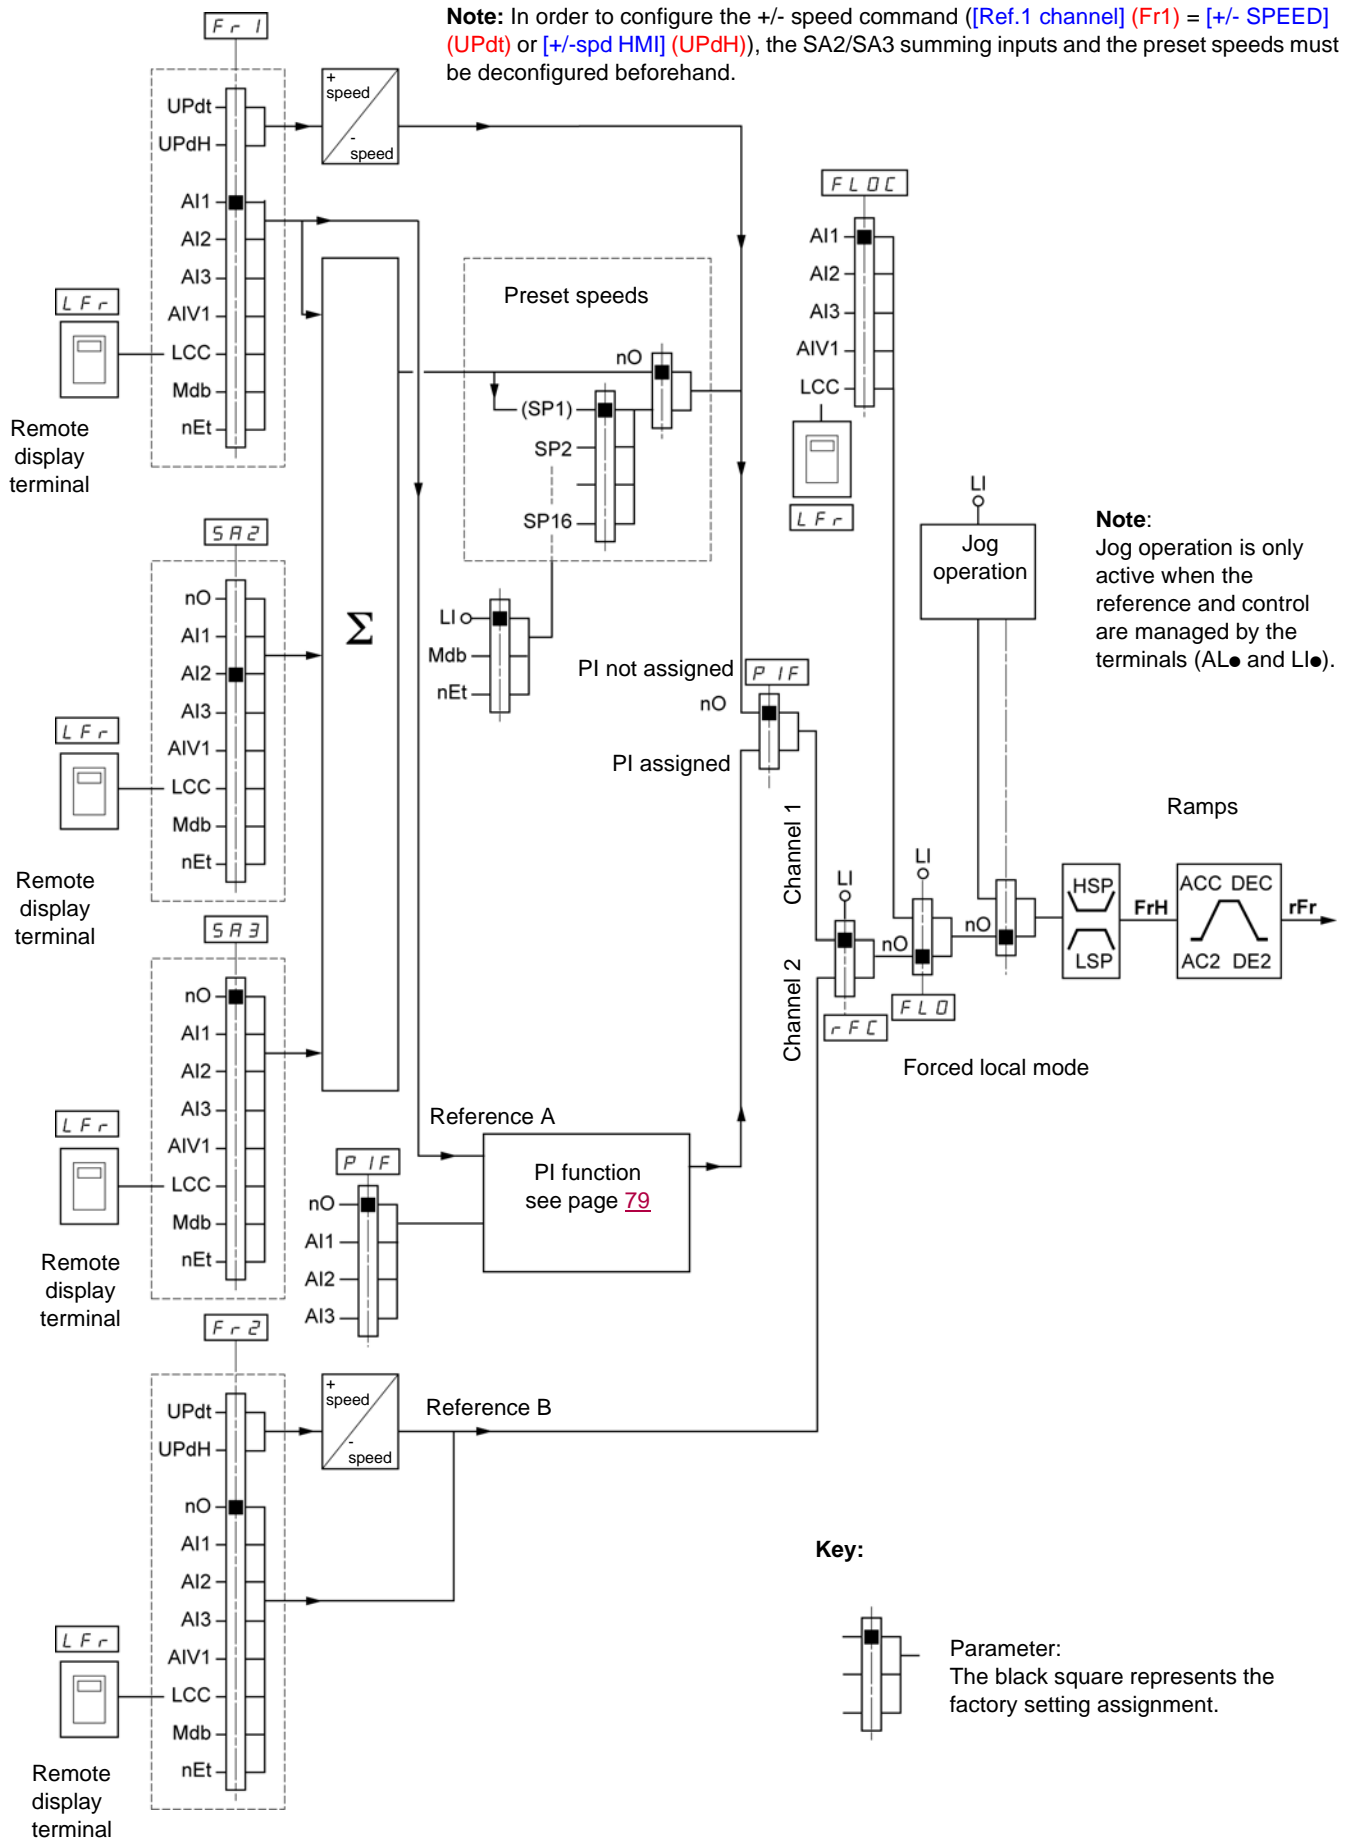 Note: In order to configure the +/- speed command ([Ref.1 channel] (Fr1) = [+/- SPEED]
(UPdt) or [+/-spd HMI] (UPdH)), the SA2/SA3 summing inputs and the preset speeds must
be deconfigured beforehand.
Fr1
UPdt
UPdH
AI1
AI2
AI3
AIV1
LCC
Mdb
nEt
LFr
Remote
display
terminal
+
speed
-
speed
SA2
nO
AI1
AI2
AI3
AIV1
LCC
Mdb
nEt
LFr
Remote
display
terminal
SA3
nO
AI1
AI2
AI3
AIV1
LCC
Mdb
nEt
LFr
Remote
display
terminal
Σ
Preset speeds
nO
(SP1)
SP2
SP16
LI
Mdb
nEt
PI not assigned
PIF
nO
PI assigned
Channel 1
Channel 2
FLOC
AI1
AI2
AI3
AIV1
LCC
LFr
LI
Jog
operation
Note:
Jog operation is only
active when the
reference and control
are managed by the
terminals (AL● and LI●).
Ramps
LI
rFC
nO
LI
FLO
Forced local mode
nO
HSP
LSP
FrH
ACC DEC
AC2 DE2
rFr
Reference A
PIF
nO
AI1
AI2
AI3
PI function
see page 79
Fr2
UPdt
UPdH
nO
AI1
AI2
AI3
AIV1
LCC
Mdb
nEt
LFr
Remote
display
terminal
+
speed
-
speed
Reference B
Key:
Parameter:
The black square represents the
factory setting assignment.